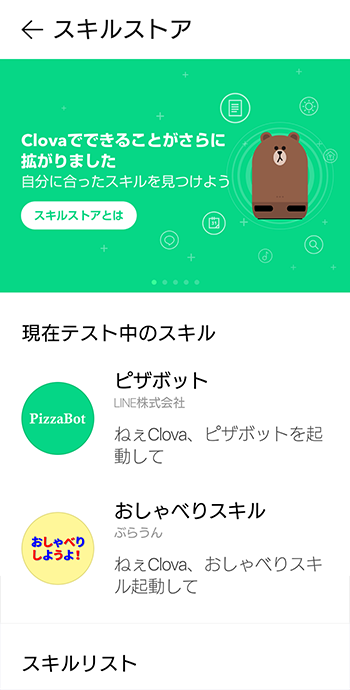 スキルストア
Clovaでできることがさらに
拡がりました
自分に合ったスキルを見つけよう
スキルストアとは
現在テスト中のスキル
PizzaBot
ピザボット
LINE株式会社
ねぇClova、ピザボットを起
動して
おしゃべり
しようよ!
おしゃべりスキル
ぶらうん
ねぇClova、おしゃべりスキ
ル起動して
スキルリスト